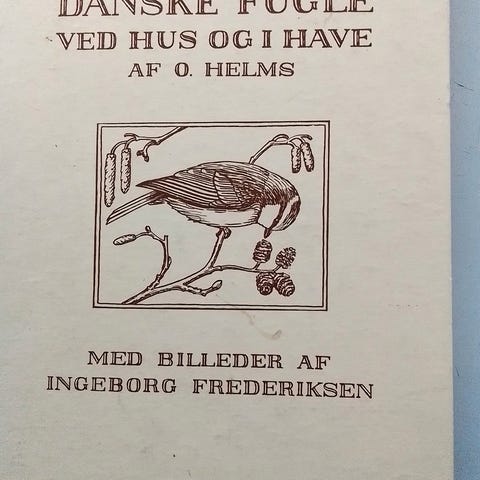 DANSKE FUGLE
VED HUS OG I HAVE
AF O. HELMS
MED BILLEDER AF
INGEBORG FREDERIKSEN